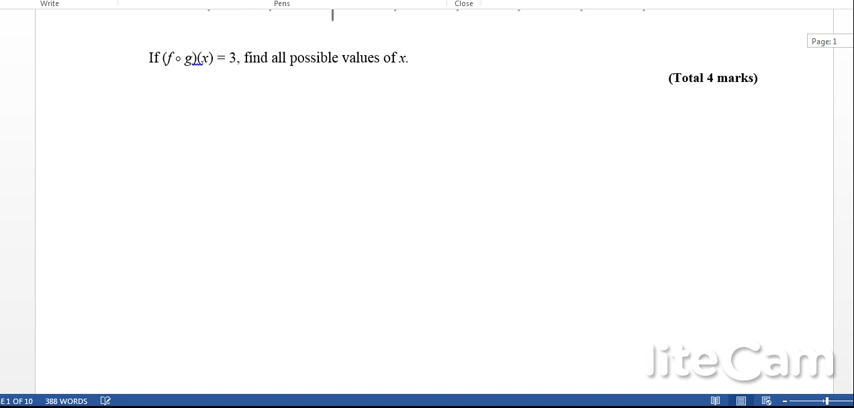 Write Pens Close
Page: 1
If (f ∘ g)(x) = 3, find all possible values of x.
(Total 4 marks)
liteCam
E 1 OF 10 388 WORDS